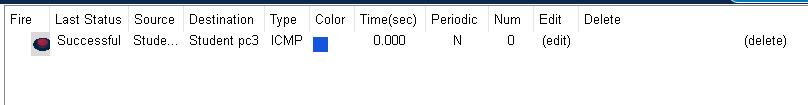 Fire Last Status Source Destination Type Color Time(sec) Periodic Num Edit Delete
Successful Stude... Student pc3 ICMP 0.000 N 0 (edit) (delete)